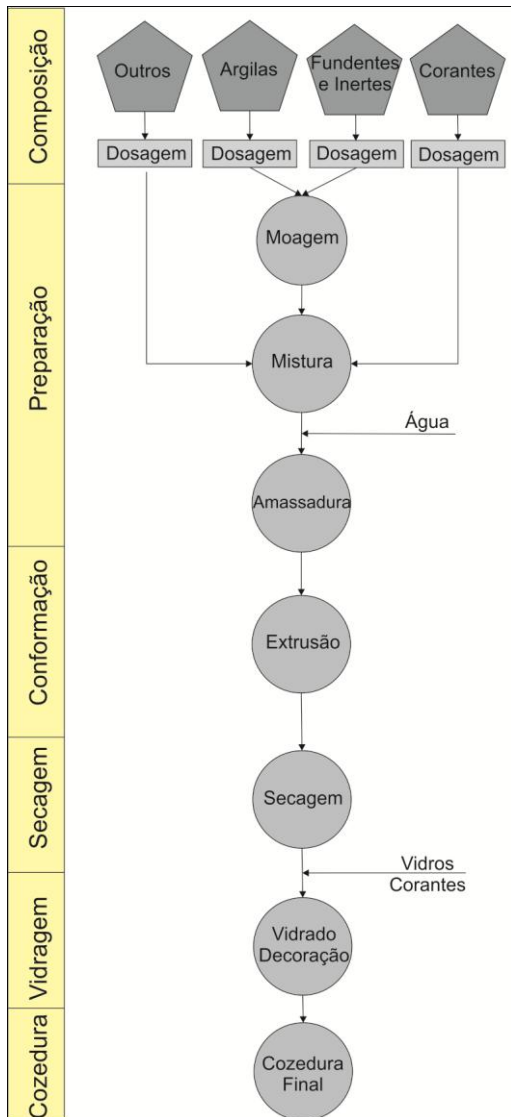 Composição
Outros
Argilas
Fundentes
e Inertes
Corantes
Dosagem
Dosagem
Dosagem
Dosagem
Preparação
Moagem
Mistura
Água
Amassadura
Conformação
Extrusão
Secagem
Secagem
Vidros
Corantes
Vidragem
Vidrado
Decoração
Cozedura
Cozedura
Final